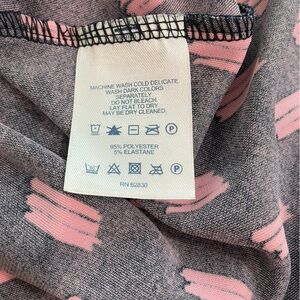 MACHINE WASH COLD DELICATE.
WASH DARK COLORS
SEPARATELY
DO NOT BLEACH.
LAY FLAT TO DRY
MAY BE DRY CLEANED.
P
95% POLYESTER
5% ELASTANE
P
RN 62830